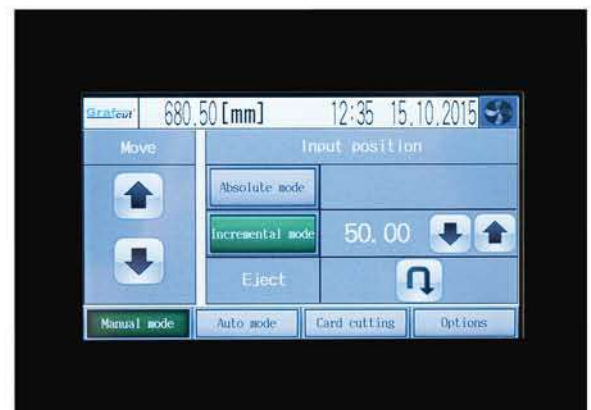 Grafcut 680.50 [mm] 12:35 15.10.2015
Move Input position
Absolute mode
Incremental mode 50.00
Eject
Manual mode Auto mode Card cutting Options